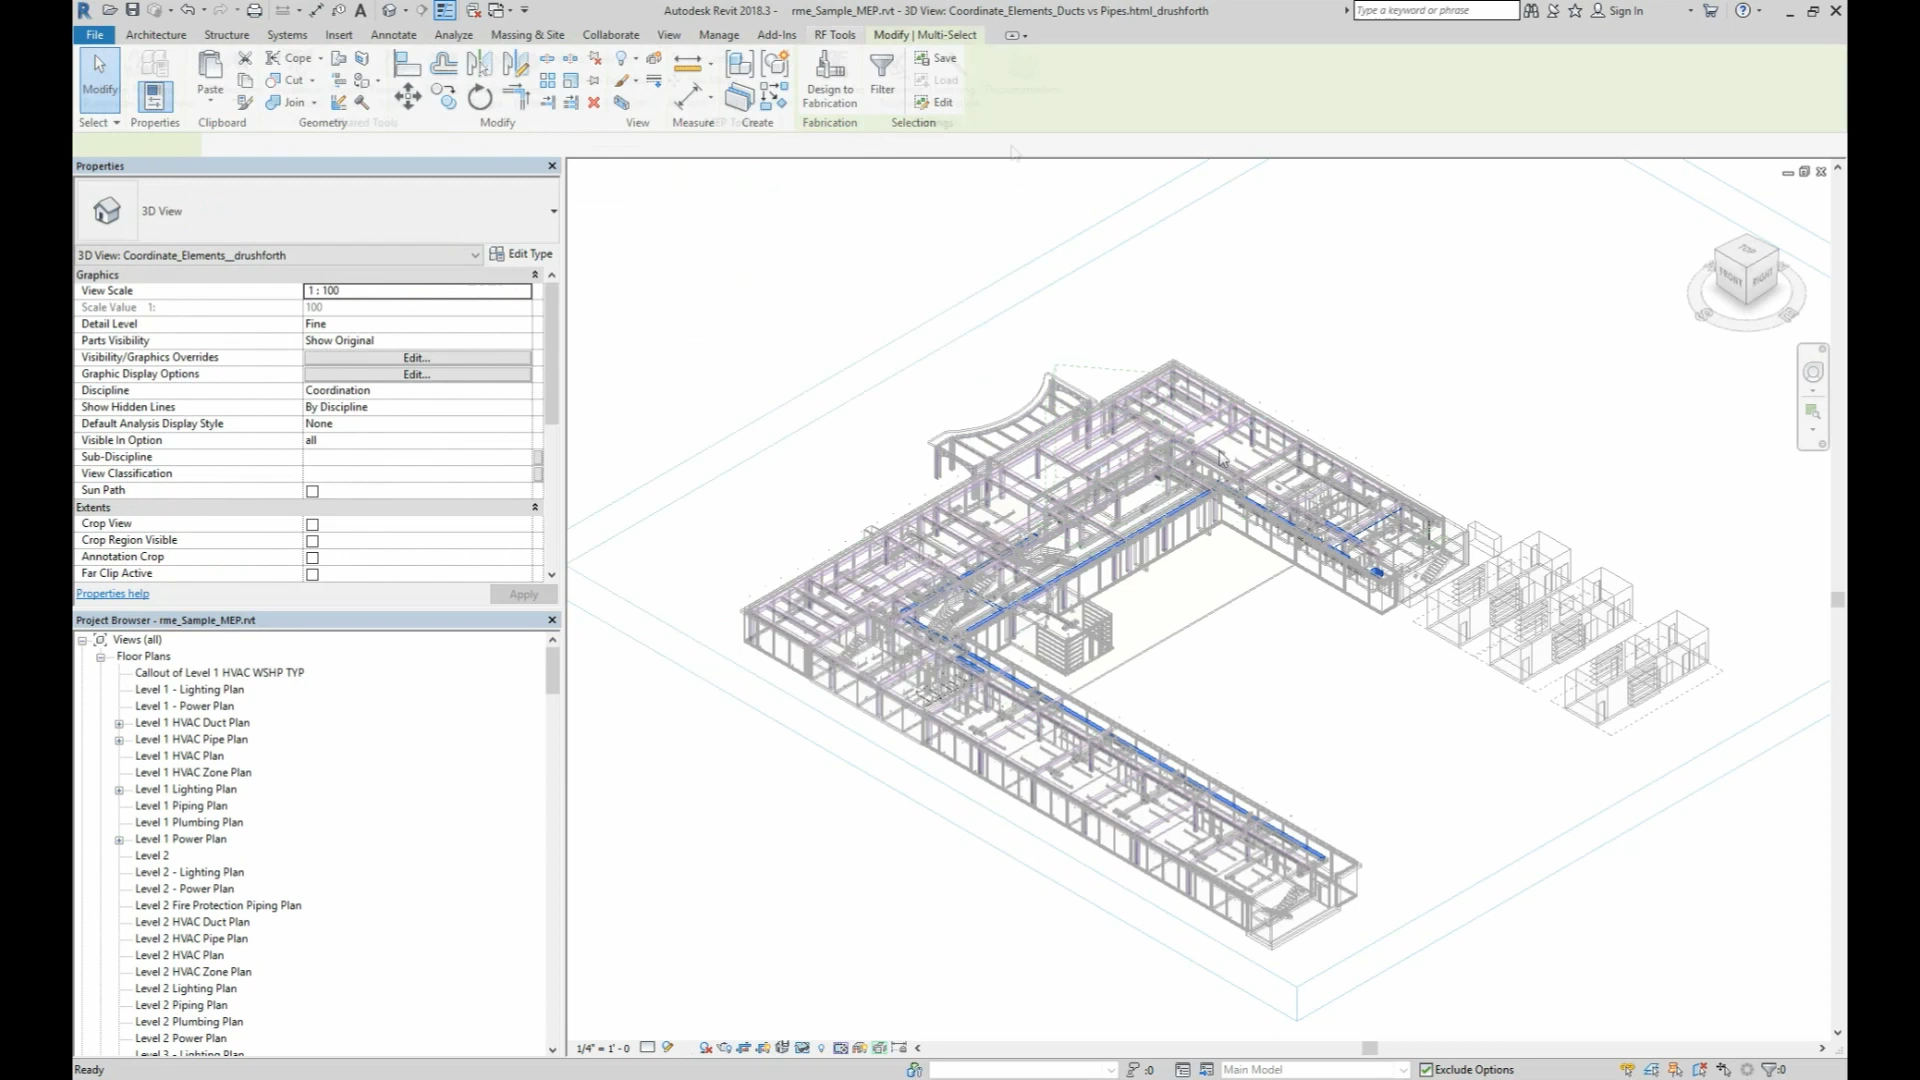 Autodesk Revit 2018.3 - rme_Sample_MEP.rvt - 3D View: Coordinate_Elements_Ducts vs Pipes.html_drushforth
Type a keyword or phrase
Sign In
File Architecture Structure Systems Insert Annotate Analyze Massing & Site Collaborate View Manage Add-Ins RF Tools Modify | Multi-Select
Modify
Paste
Cope
Cut
Join
Design to Fabrication
Filter
Save
Load
Edit
Select Properties Clipboard Geometry Modify View Measure Create Fabrication Selection
Properties
3D View
3D View: Coordinate_Elements__drushforth
Edit Type
Graphics
View Scale 1 : 100
Scale Value 1: 100
Detail Level Fine
Parts Visibility Show Original
Visibility/Graphics Overrides Edit...
Graphic Display Options Edit...
Discipline Coordination
Show Hidden Lines By Discipline
Default Analysis Display Style None
Visible In Option all
Sub-Discipline
View Classification
Sun Path
Extents
Crop View
Crop Region Visible
Annotation Crop
Far Clip Active
Properties help
Apply
Project Browser - rme_Sample_MEP.rvt
Views (all)
Floor Plans
Callout of Level 1 HVAC WSHP TYP
Level 1 - Lighting Plan
Level 1 - Power Plan
Level 1 HVAC Duct Plan
Level 1 HVAC Pipe Plan
Level 1 HVAC Plan
Level 1 HVAC Zone Plan
Level 1 Lighting Plan
Level 1 Piping Plan
Level 1 Plumbing Plan
Level 1 Power Plan
Level 2
Level 2 - Lighting Plan
Level 2 - Power Plan
Level 2 Fire Protection Piping Plan
Level 2 HVAC Duct Plan
Level 2 HVAC Pipe Plan
Level 2 HVAC Plan
Level 2 HVAC Zone Plan
Level 2 Lighting Plan
Level 2 Piping Plan
Level 2 Plumbing Plan
Level 2 Power Plan
Level 3 - Lighting Plan
TOP
FRONT
RIGHT
1/4" = 1' - 0
Ready
:0
Main Model
Exclude Options
:0